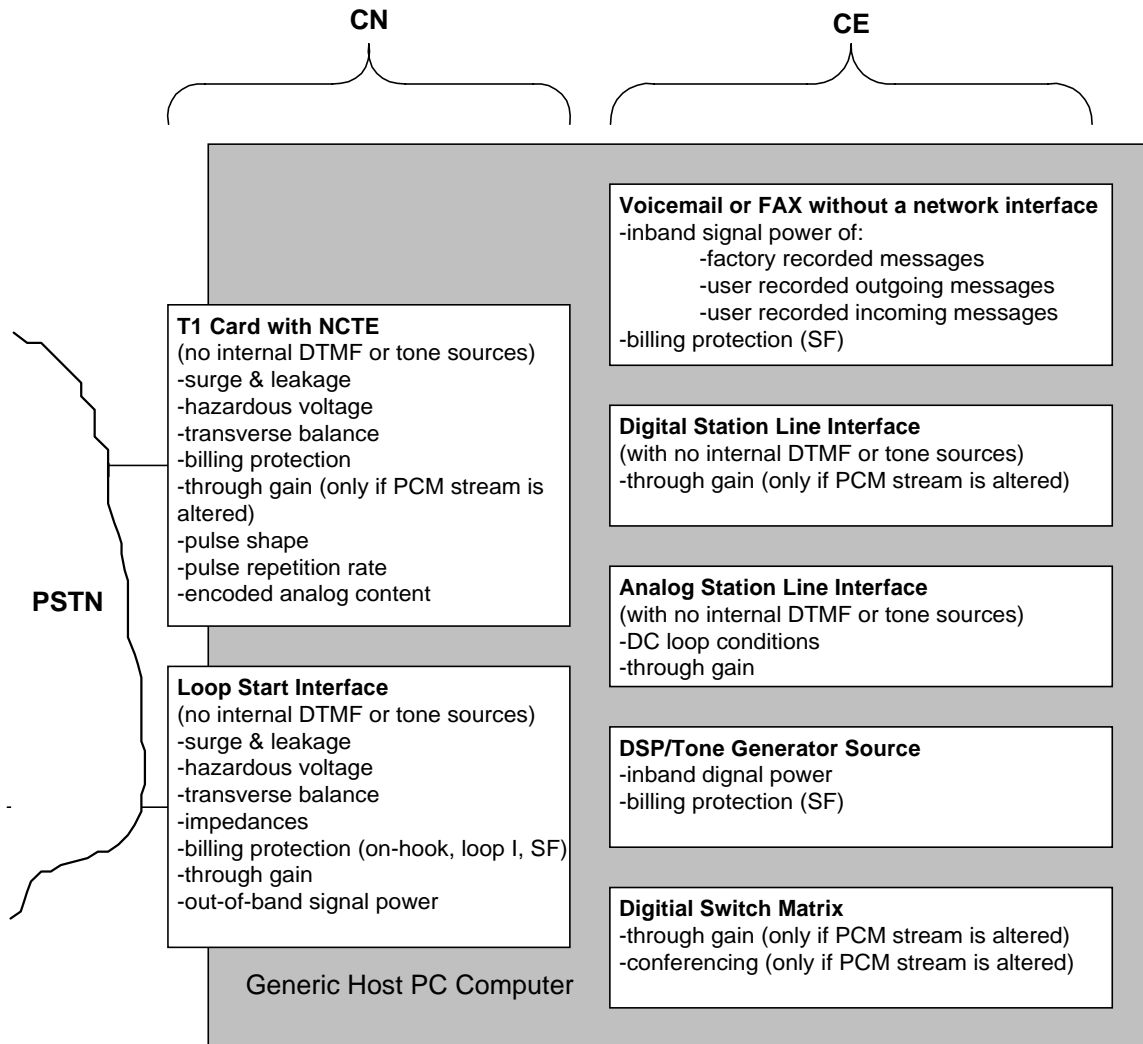 CN
CE
Voicemail or FAX without a network interface
-inband signal power of:
-factory recorded messages
-user recorded outgoing messages
-user recorded incoming messages
-billing protection (SF)
T1 Card with NCTE
(no internal DTMF or tone sources)
-surge & leakage
-hazardous voltage
-transverse balance
-billing protection
-through gain (only if PCM stream is
altered)
-pulse shape
-pulse repetition rate
-encoded analog content
Digital Station Line Interface
(with no internal DTMF or tone sources)
-through gain (only if PCM stream is altered)
PSTN
Analog Station Line Interface
(with no internal DTMF or tone sources)
-DC loop conditions
-through gain
Loop Start Interface
(no internal DTMF or tone sources)
-surge & leakage
-hazardous voltage
-transverse balance
-impedances
-billing protection (on-hook, loop I, SF)
-through gain
-out-of-band signal power
DSP/Tone Generator Source
-inband dignal power
-billing protection (SF)
Digitial Switch Matrix
-through gain (only if PCM stream is altered)
-conferencing (only if PCM stream is altered)
Generic Host PC Computer